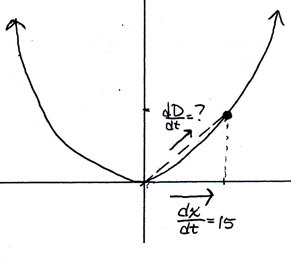 dD/dt = ?
dx/dt = 15